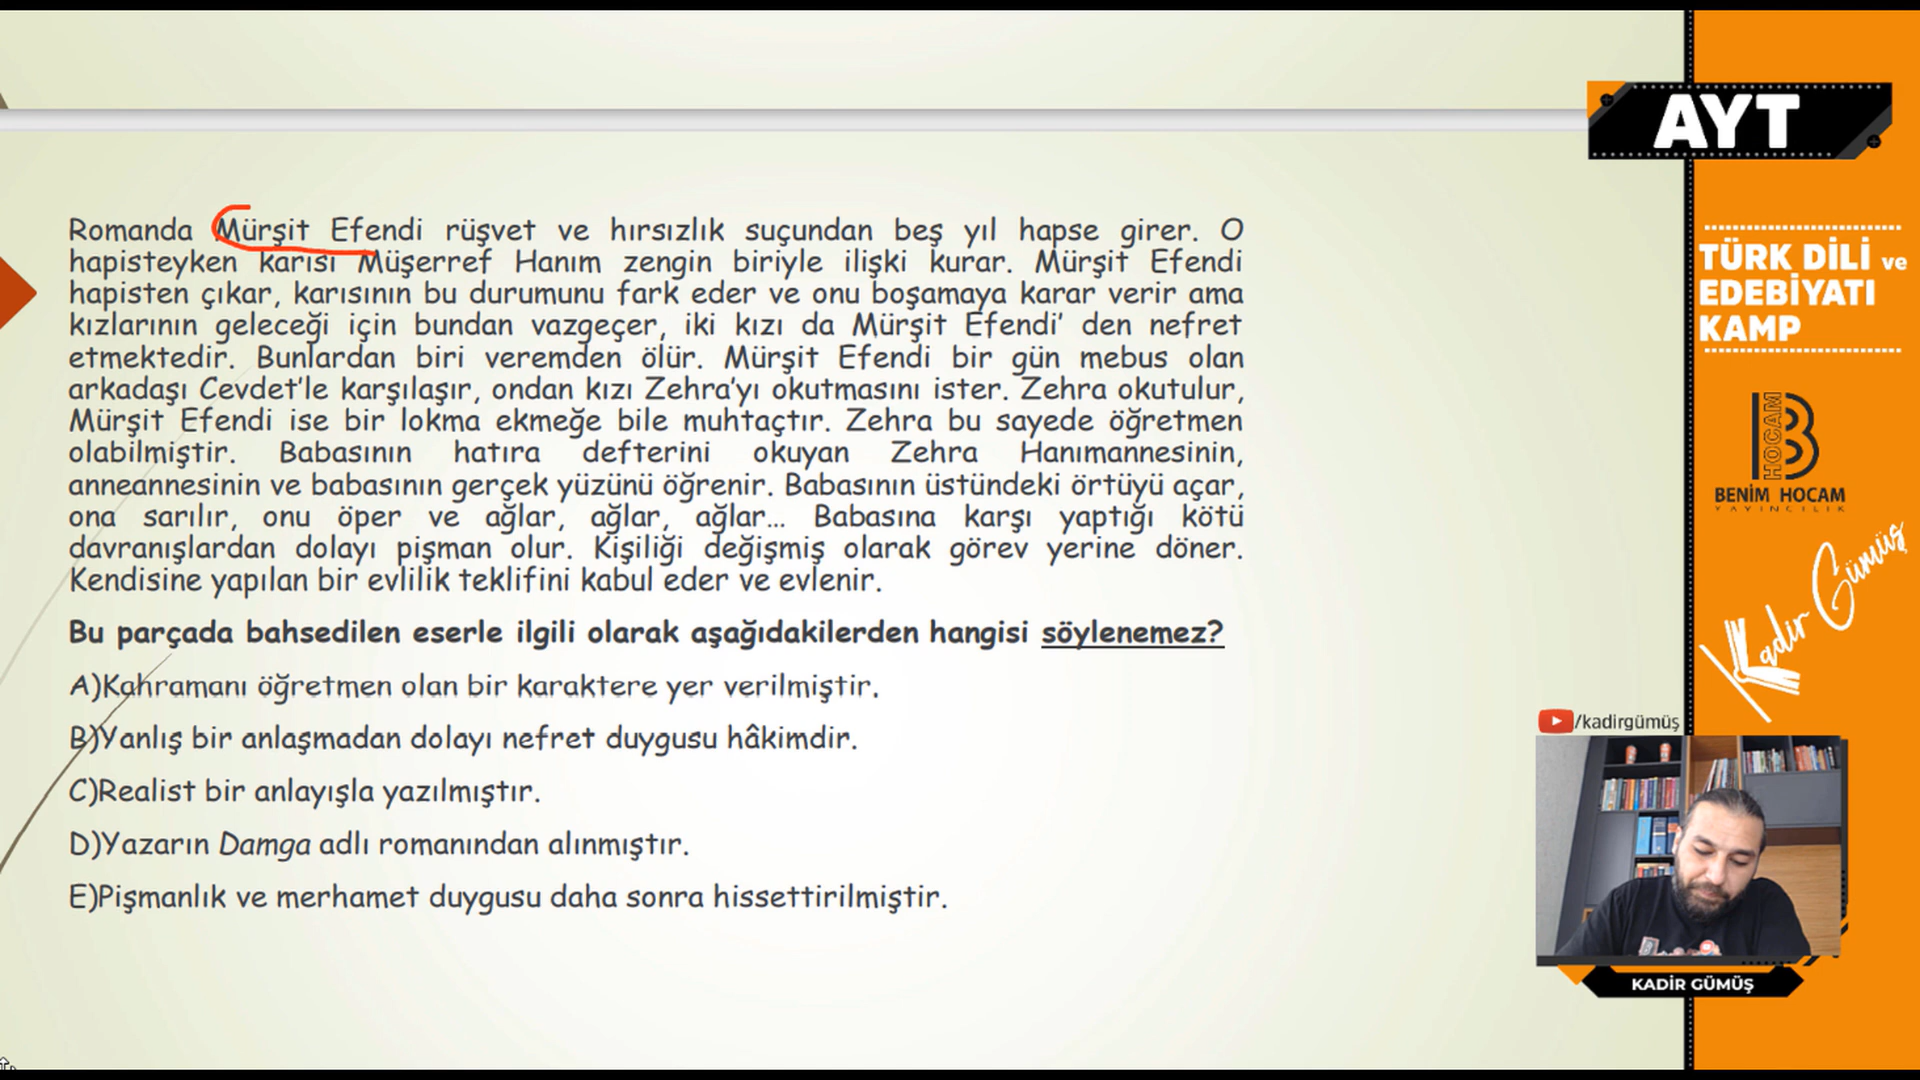 AYT
Romanda Mürşit Efendi rüşvet ve hırsızlık suçundan beş yıl hapse girer. O
hapisteyken karısı Müşerref Hanım zengin biriyle ilişki kurar. Mürşit Efendi
hapisten çıkar, karısının bu durumunu fark eder ve onu boşamaya karar verir ama
kızlarının geleceği için bundan vazgeçer, iki kızı da Mürşit Efendi' den nefret
etmektedir. Bunlardan biri veremden ölür. Mürşit Efendi bir gün mebus olan
arkadaşı Cevdet'le karşılaşır, ondan kızı Zehra'yı okutmasını ister. Zehra okutulur,
Mürşit Efendi ise bir lokma ekmeğe bile muhtaçtır. Zehra bu sayede öğretmen
olabilmiştir. Babasının hatıra defterini okuyan Zehra Hanımannesinin,
anneannesinin ve babasının gerçek yüzünü öğrenir. Babasının üstündeki örtüyü açar,
ona sarılır, onu öper ve ağlar, ağlar, ağlar... Babasına karşı yaptığı kötü
davranışlardan dolayı pişman olur. Kişiliği değişmiş olarak görev yerine döner.
Kendisine yapılan bir evlilik teklifini kabul eder ve evlenir.
Bu parçada bahsedilen eserle ilgili olarak aşağıdakilerden hangisi söylenemez?
A)Kahramanı öğretmen olan bir karaktere yer verilmiştir.
B)Yanlış bir anlaşmadan dolayı nefret duygusu hâkimdir.
C)Realist bir anlayışla yazılmıştır.
D)Yazarın Damga adlı romanından alınmıştır.
E)Pişmanlık ve merhamet duygusu daha sonra hissettirilmiştir.
TÜRK DİLİ ve
EDEBİYATI
KAMP
HOCAM
BENİM HOCAM
YAYINCILIK
Kadir Gümüş
/kadirgümüş
KADİR GÜMÜŞ